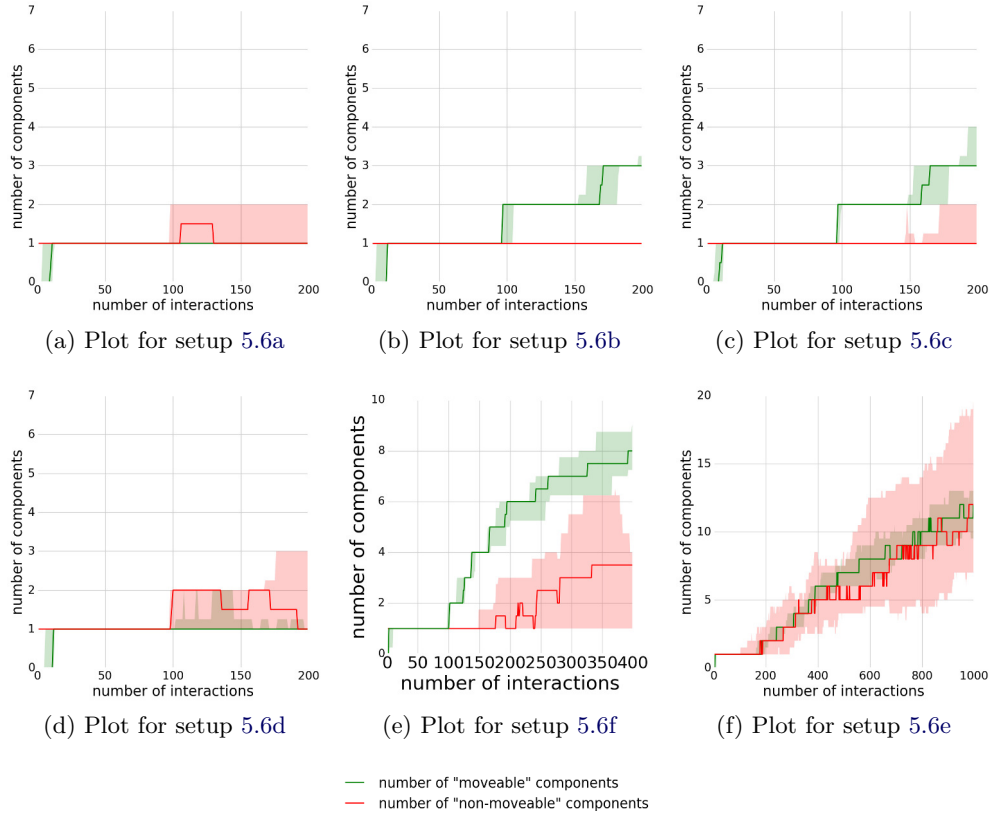 7
6
5
4
3
2
1
0
number of components
0 50 100 150 200
number of interactions
(a) Plot for setup 5.6a
7
6
5
4
3
2
1
0
number of components
0 50 100 150 200
number of interactions
(b) Plot for setup 5.6b
7
6
5
4
3
2
1
0
number of components
0 50 100 150 200
number of interactions
(c) Plot for setup 5.6c
7
6
5
4
3
2
1
0
number of components
0 50 100 150 200
number of interactions
(d) Plot for setup 5.6d
10
8
6
4
2
0
number of components
0 50 100 150 200 250 300 350 400
number of interactions
(e) Plot for setup 5.6f
20
15
10
5
0
number of components
0 200 400 600 800 1000
number of interactions
(f) Plot for setup 5.6e
number of "moveable" components
number of "non-moveable" components